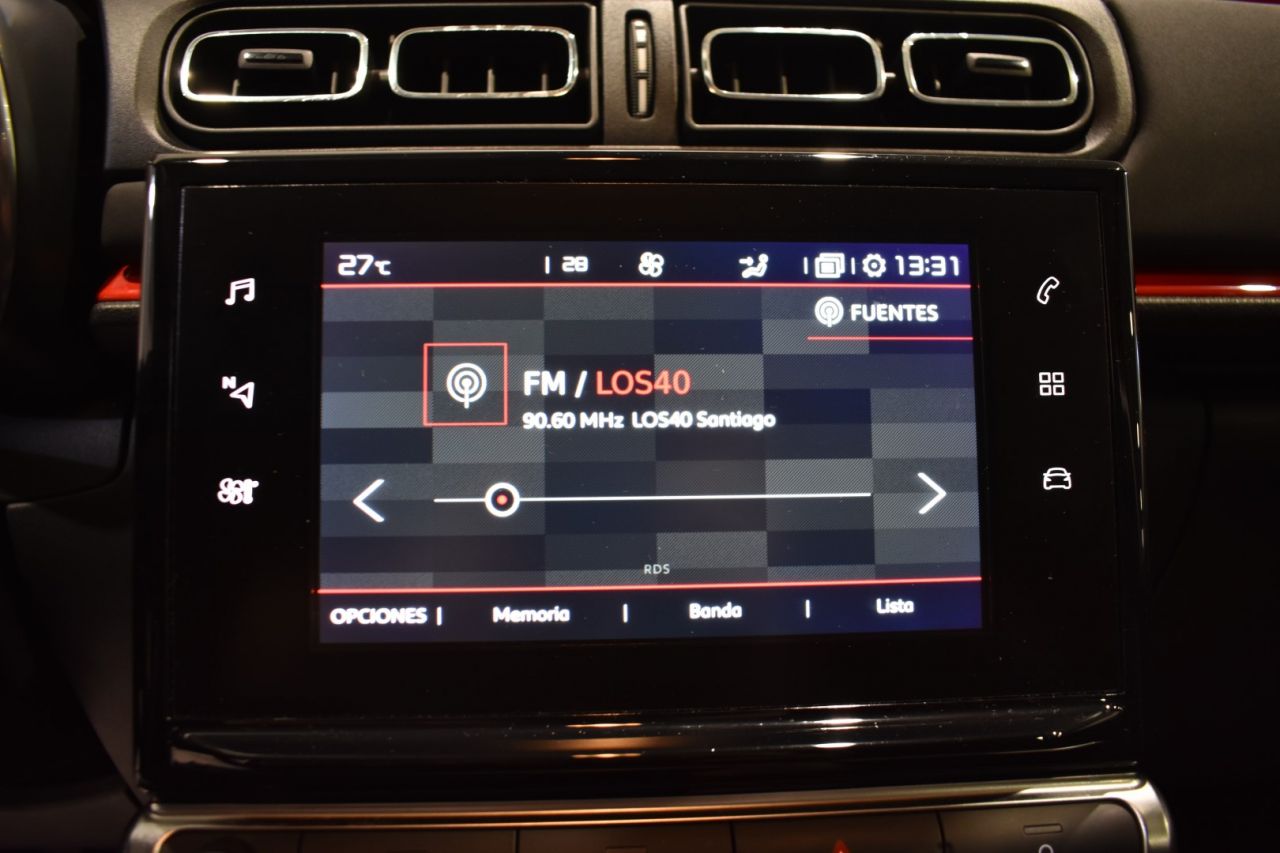 27°C 28 13:31
FUENTES
N
FM / LOS40
90.60 MHz LOS40 Santiago
RDS
OPCIONES | Memoria | Banda | Lista